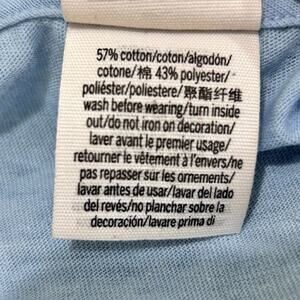 57% cotton/coton/algodón/
cotone/棉 43% polyester/
poliéster/poliestere/聚酯纤维
wash before wearing/turn inside
out/do not iron on decoration/
laver avant le premier usage/
retourner le vêtement à l'envers/ne
pas repasser sur les ornements/
lavar antes de usar/lavar del lado
del revés/no planchar sobre la
decoración/lavare prima di